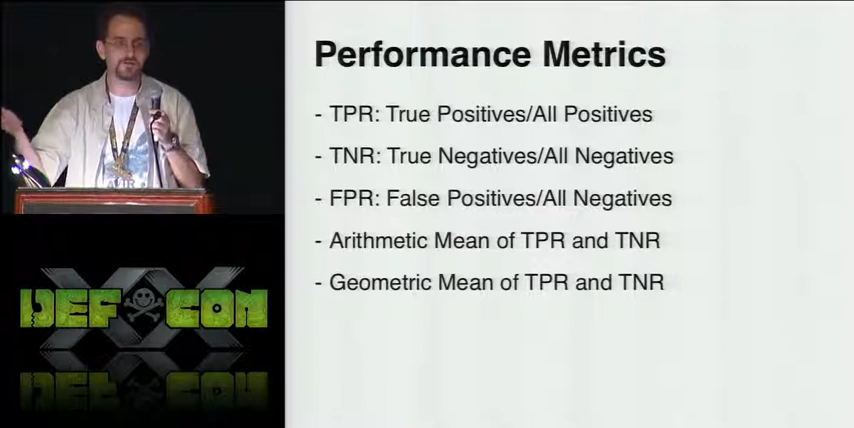 Performance Metrics
- TPR: True Positives/All Positives
- TNR: True Negatives/All Negatives
- FPR: False Positives/All Negatives
- Arithmetic Mean of TPR and TNR
- Geometric Mean of TPR and TNR
DEF CON
XX